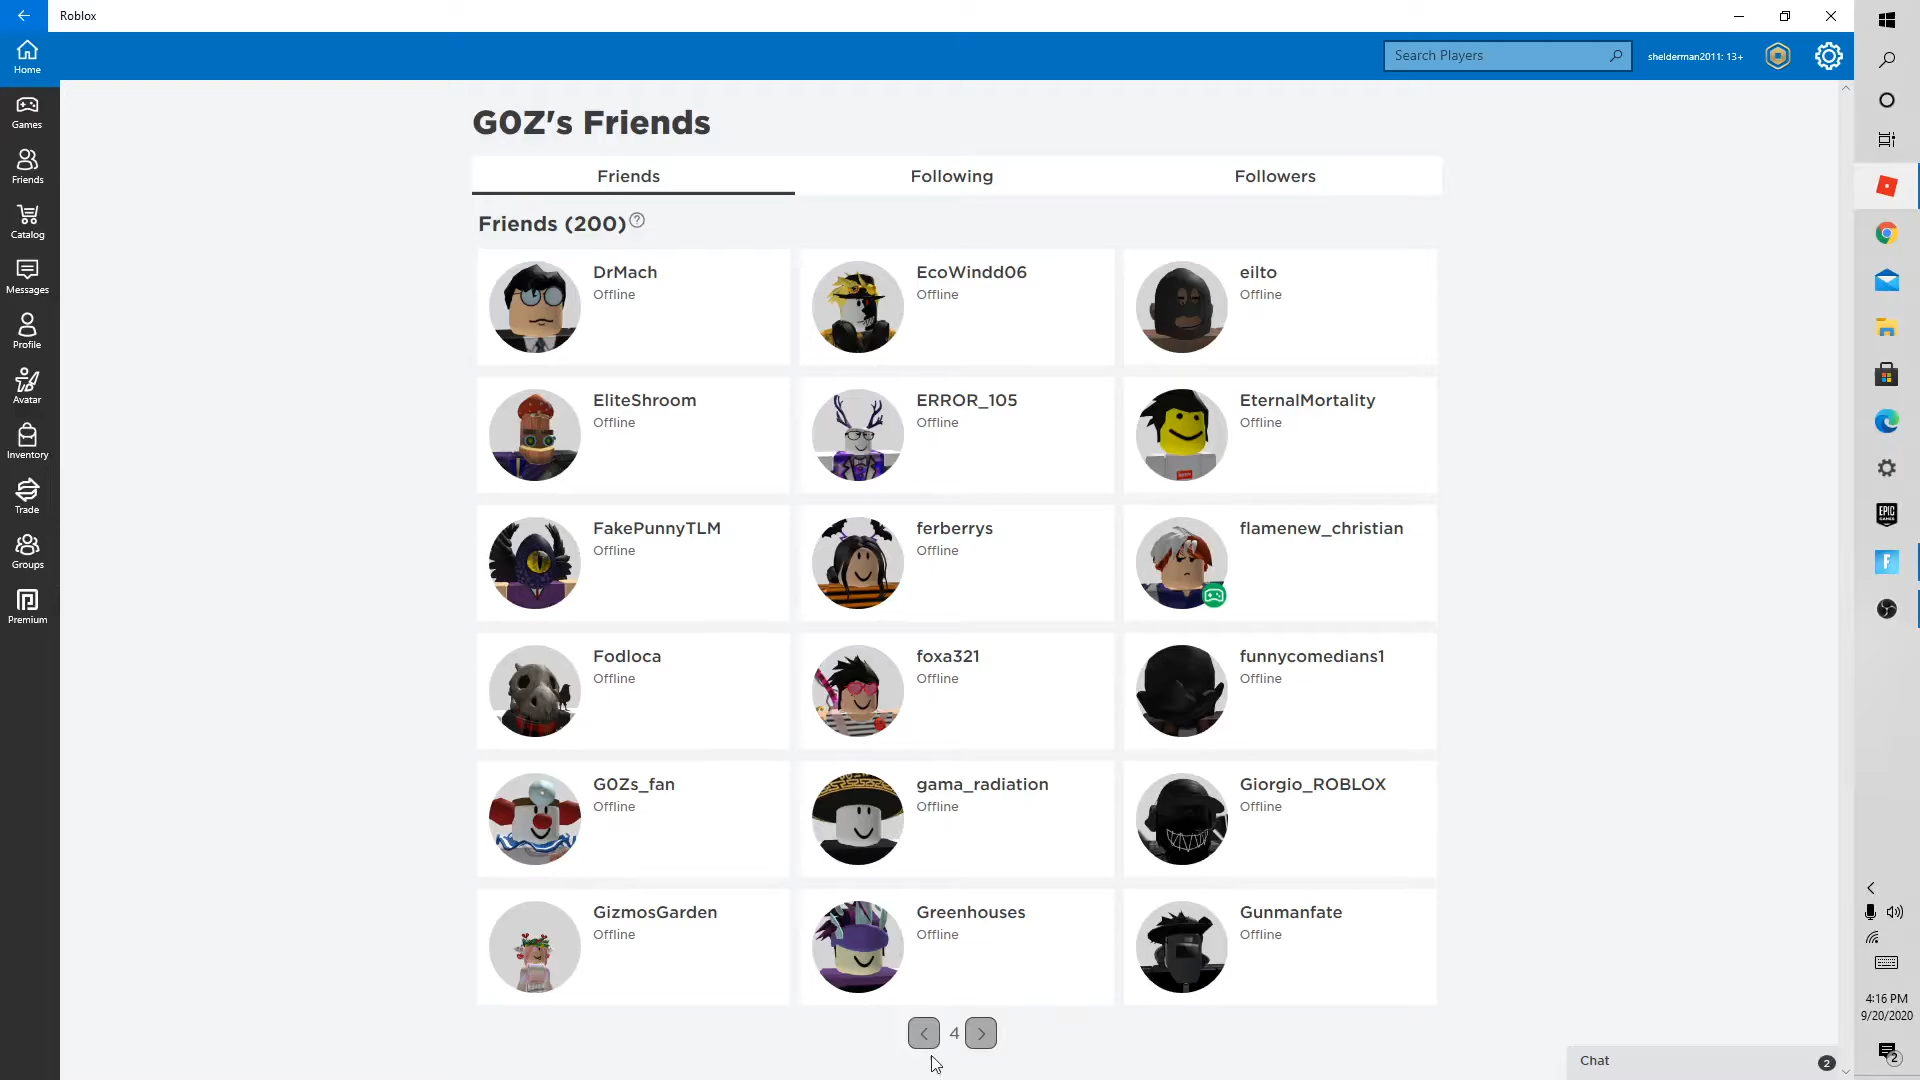 Roblox
Home
Search Players
shelderman2011: 13+
Games
Friends
Catalog
Messages
Profile
Avatar
Inventory
Trade
Groups
Premium
G0Z's Friends
Friends Following Followers
Friends (200)
DrMach
Offline
EcoWindd06
Offline
eilto
Offline
EliteShroom
Offline
ERROR_105
Offline
EternalMortality
Offline
FakePunnyTLM
Offline
ferberrys
Offline
flamenew_christian
Fodloca
Offline
foxa321
Offline
funnycomedians1
Offline
G0Zs_fan
Offline
gama_radiation
Offline
Giorgio_ROBLOX
Offline
GizmosGarden
Offline
Greenhouses
Offline
Gunmanfate
Offline
4
Chat 2
EPIC
GAMES
F
4:16 PM
9/20/2020
2